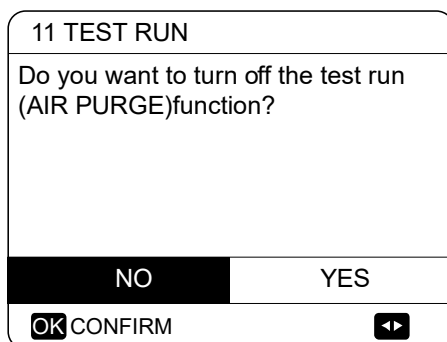 11 TEST RUN
Do you want to turn off the test run
(AIR PURGE)function?
NO YES
OK CONFIRM